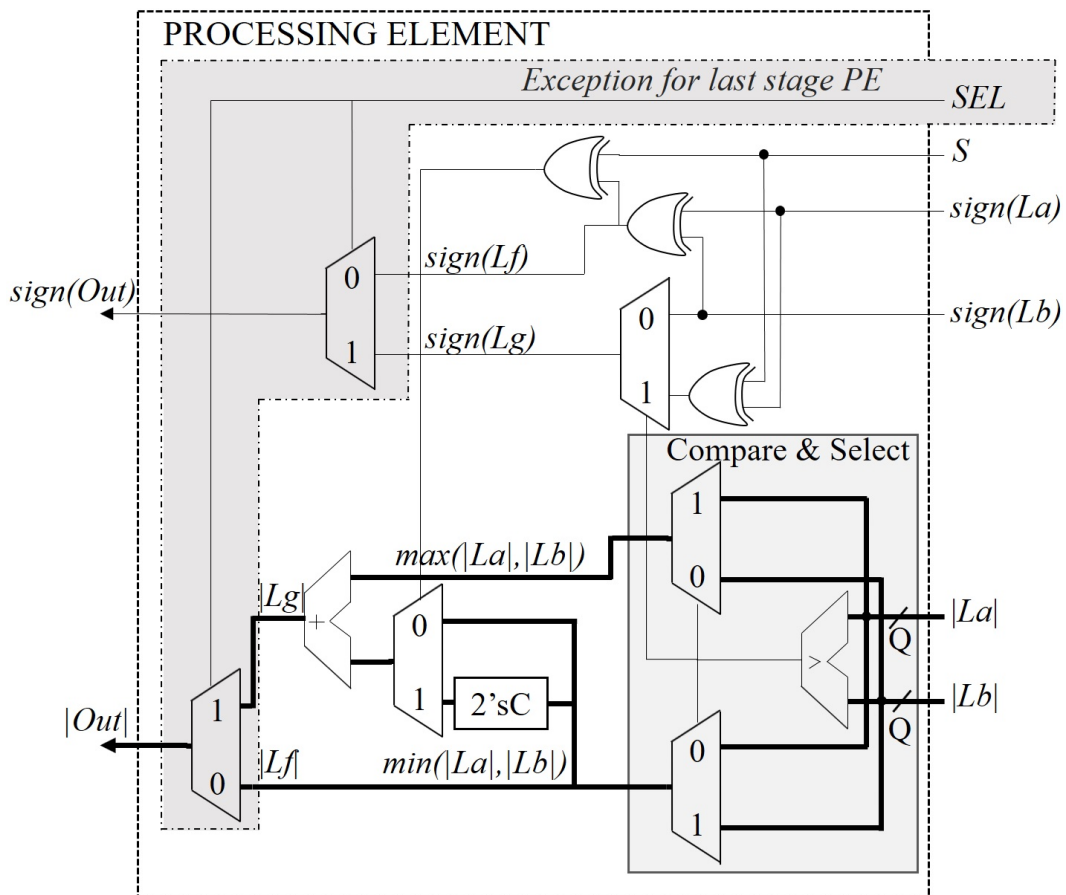 PROCESSING ELEMENT
Exception for last stage PE
SEL
S
sign(La)
sign(Lf)
0
sign(Out)
sign(Lb)
0
sign(Lg)
1
1
Compare & Select
1
max(|La|,|Lb|)
0
|Lg|
+
0
|La|
Q
>
1
2'sC
|Lb|
Q
1
|Out|
0
|Lf|
min(|La|,|Lb|)
0
1